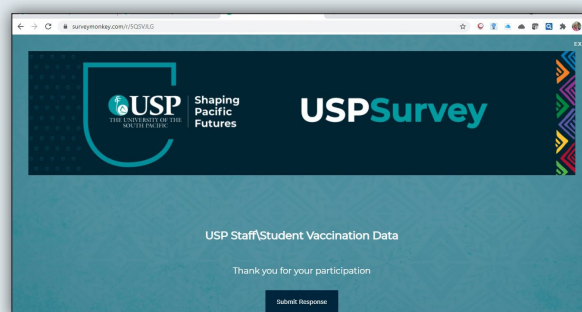 surveymonkey.com/r/5QSVJLG
EX
USP
THE UNIVERSITY OF THE
SOUTH PACIFIC
Shaping
Pacific
Futures
USPSurvey
USP Staff\Student Vaccination Data
Thank you for your participation
Submit Response